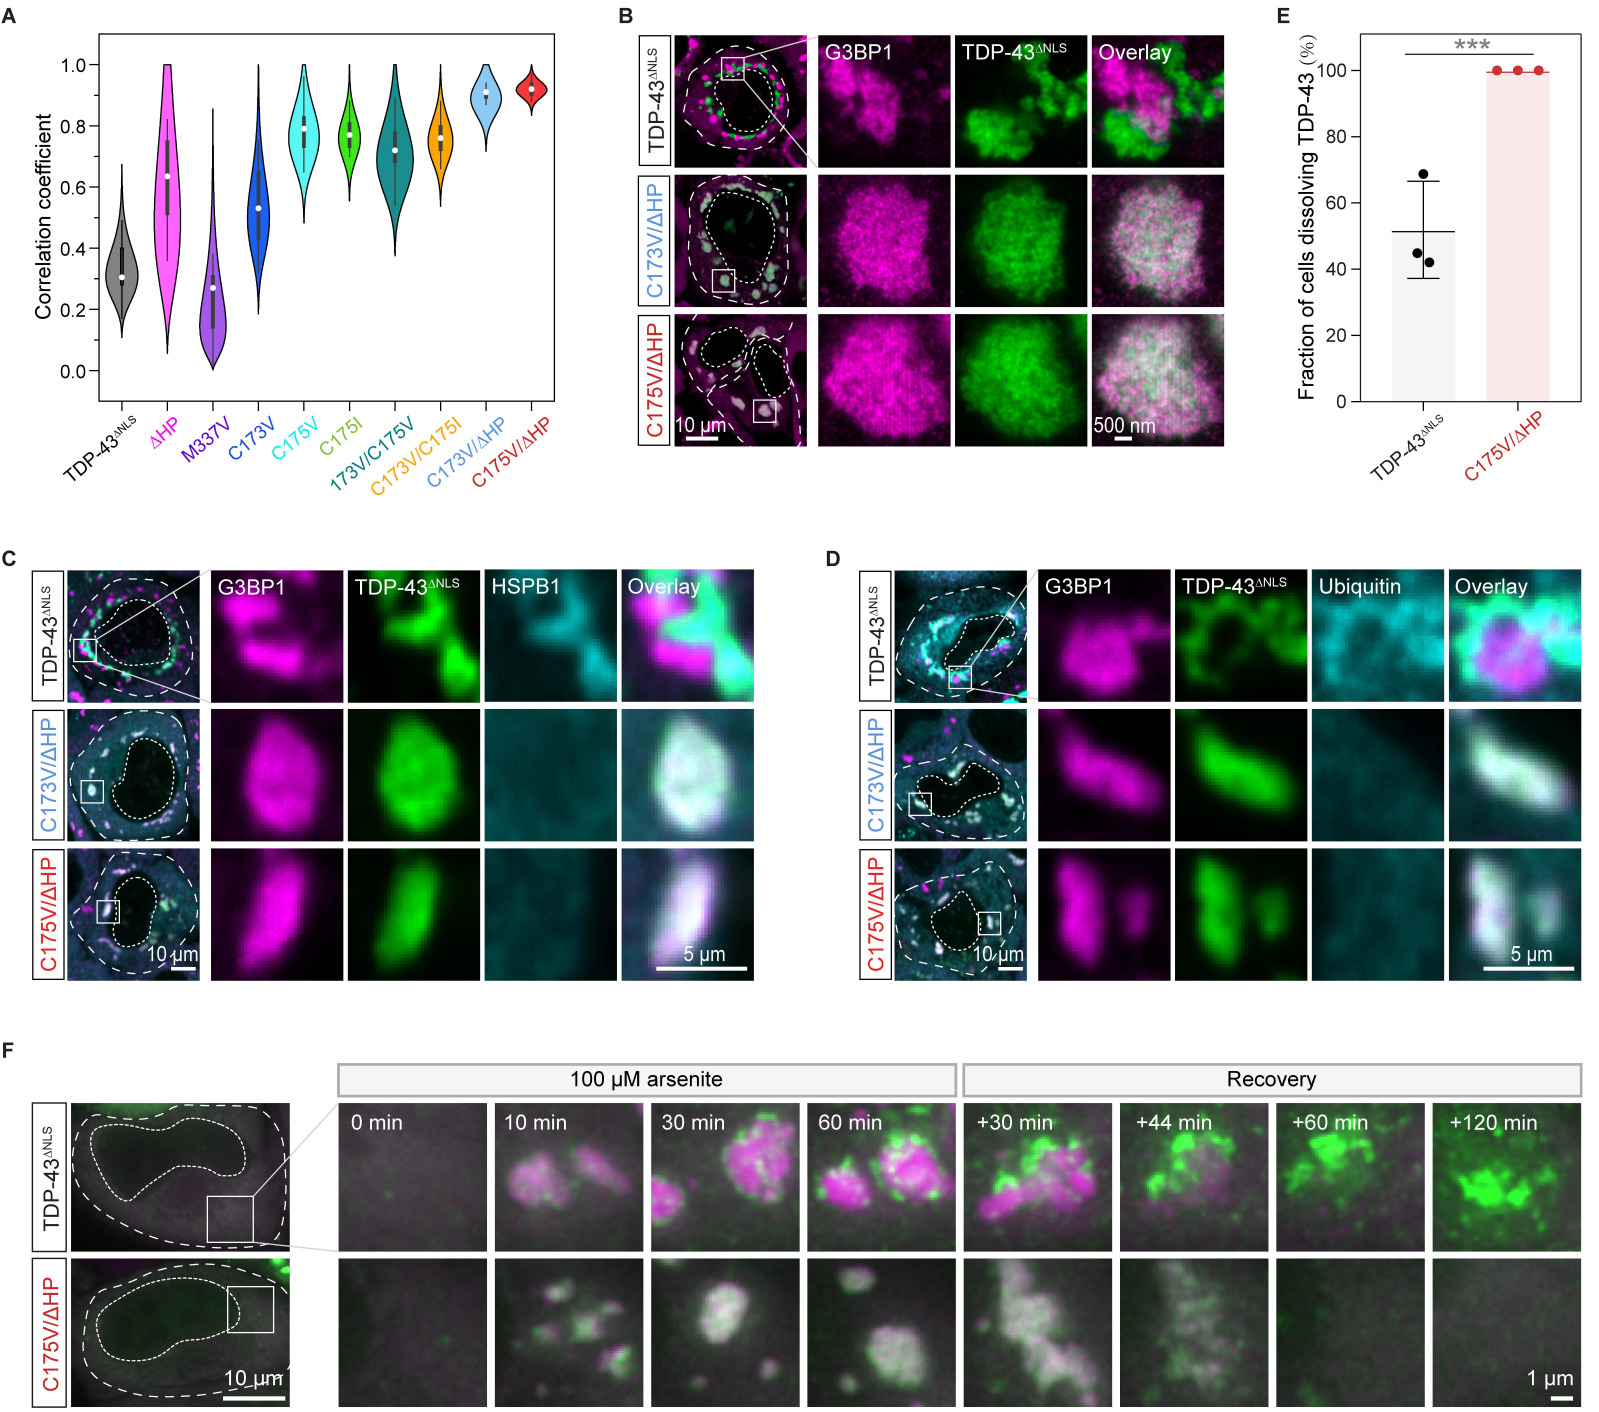 A
Correlation coefficient
1.0
0.8
0.6
0.4
0.2
0.0
TDP-43ΔNLS
ΔHP
M337V
C173V
C175V
C175I
173V/C175V
C173V/C175I
C173V/ΔHP
C175V/ΔHP
B
G3BP1
TDP-43ΔNLS
Overlay
TDP-43ΔNLS
C173V/ΔHP
C175V/ΔHP
10 µm
500 nm
E
Fraction of cells dissolving TDP-43 (%)
***
100
80
60
40
20
0
TDP-43ΔNLS
C175V/ΔHP
C
G3BP1
TDP-43ΔNLS
HSPB1
Overlay
TDP-43ΔNLS
C173V/ΔHP
C175V/ΔHP
10 µm
5 µm
D
G3BP1
TDP-43ΔNLS
Ubiquitin
Overlay
TDP-43ΔNLS
C173V/ΔHP
C175V/ΔHP
10 µm
5 µm
F
100 µM arsenite
Recovery
TDP-43ΔNLS
0 min
10 min
30 min
60 min
+30 min
+44 min
+60 min
+120 min
C175V/ΔHP
10 µm
1 µm